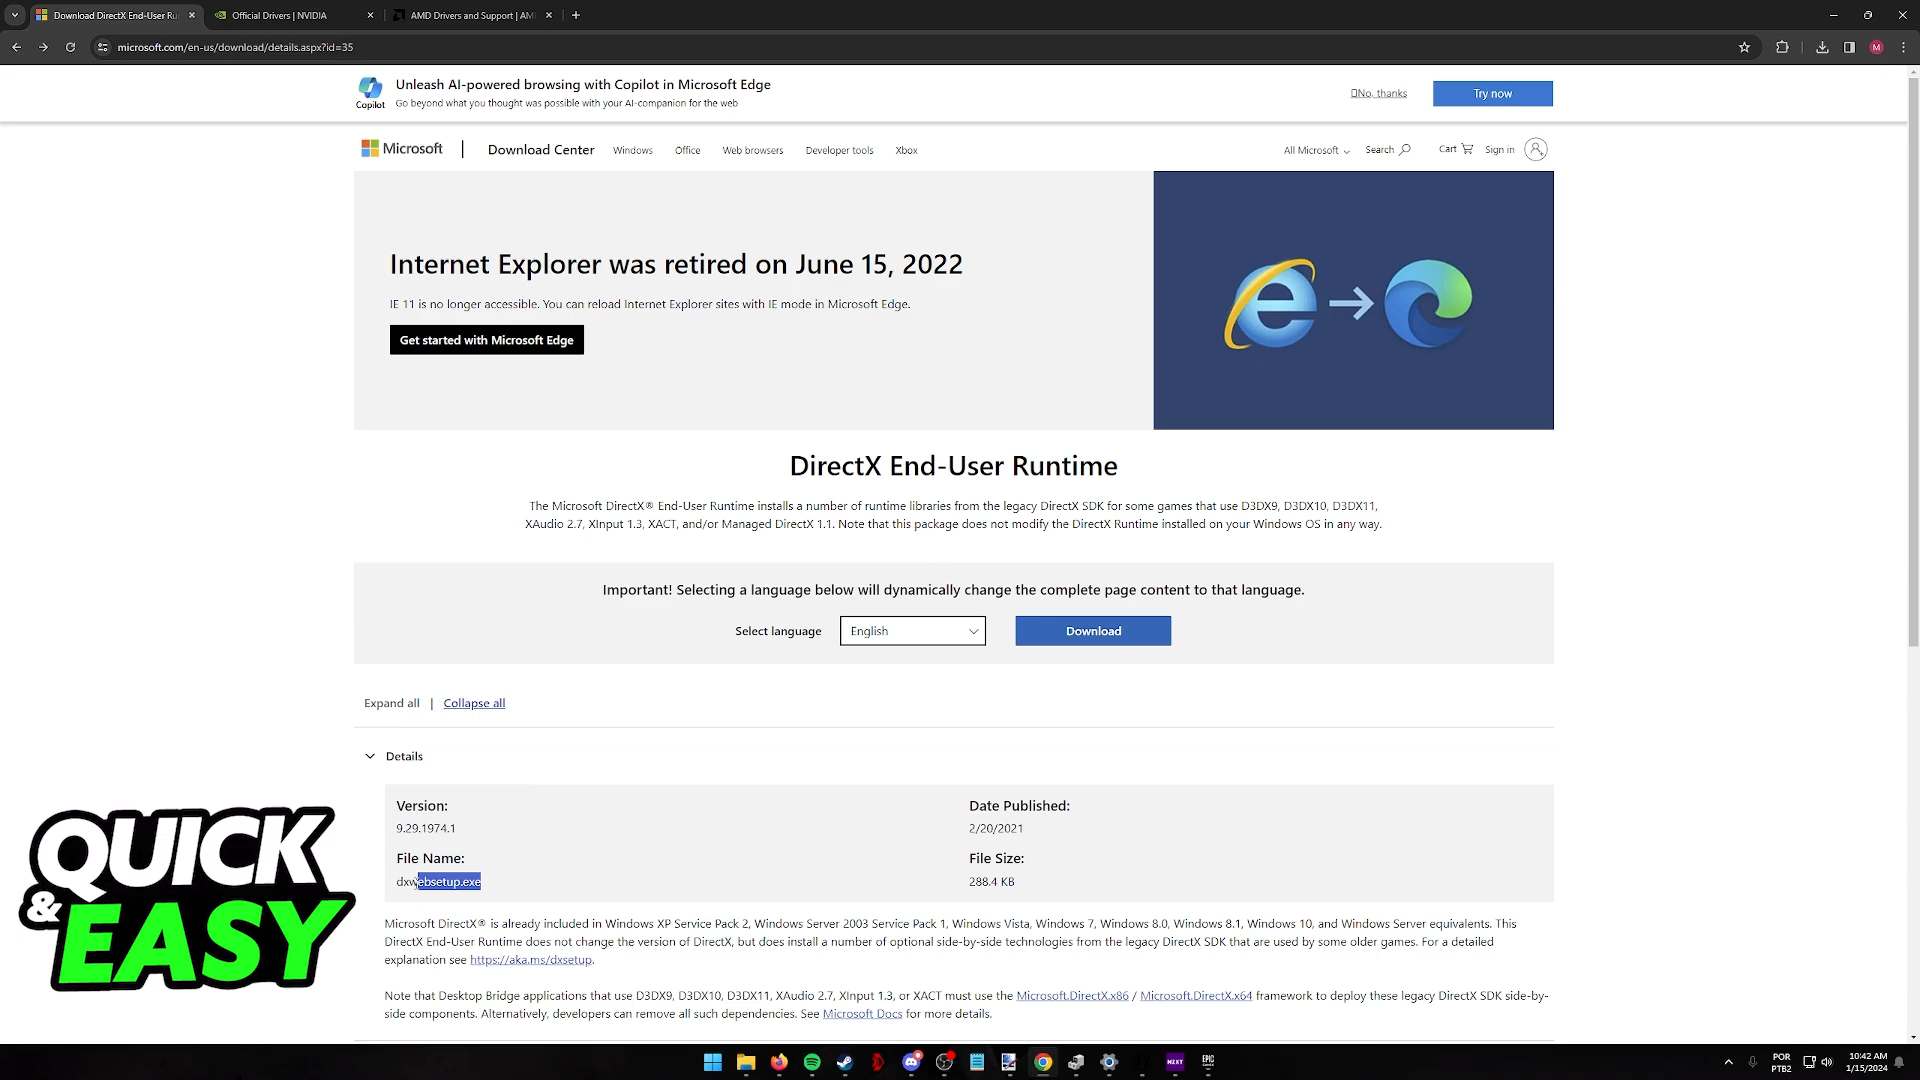 Download DirectX End-User Ru
Official Drivers | NVIDIA
AMD Drivers and Support | AM
microsoft.com/en-us/download/details.aspx?id=35
M
Copilot
Unleash AI-powered browsing with Copilot in Microsoft Edge
Go beyond what you thought was possible with your AI-companion for the web
No, thanks
Try now
Microsoft
Download Center
Windows
Office
Web browsers
Developer tools
Xbox
All Microsoft
Search
Cart
Sign in
Internet Explorer was retired on June 15, 2022
IE 11 is no longer accessible. You can reload Internet Explorer sites with IE mode in Microsoft Edge.
Get started with Microsoft Edge
DirectX End-User Runtime
The Microsoft DirectX® End-User Runtime installs a number of runtime libraries from the legacy DirectX SDK for some games that use D3DX9, D3DX10, D3DX11,
XAudio 2.7, XInput 1.3, XACT, and/or Managed DirectX 1.1. Note that this package does not modify the DirectX Runtime installed on your Windows OS in any way.
Important! Selecting a language below will dynamically change the complete page content to that language.
Select language
English
Download
Expand all | Collapse all
Details
Version:
9.29.1974.1
Date Published:
2/20/2021
File Name:
dxwebsetup.exe
File Size:
288.4 KB
Microsoft DirectX® is already included in Windows XP Service Pack 2, Windows Server 2003 Service Pack 1, Windows Vista, Windows 7, Windows 8.0, Windows 8.1, Windows 10, and Windows Server equivalents. This
DirectX End-User Runtime does not change the version of DirectX, but does install a number of optional side-by-side technologies from the legacy DirectX SDK that are used by some older games. For a detailed
explanation see https://aka.ms/dxsetup.
Note that Desktop Bridge applications that use D3DX9, D3DX10, D3DX11, XAudio 2.7, XInput 1.3, or XACT must use the Microsoft.DirectX.x86 / Microsoft.DirectX.x64 framework to deploy these legacy DirectX SDK side-by-
side components. Alternatively, developers can remove all such dependencies. See Microsoft Docs for more details.
QUICK
& EASY
NZXT
EPIC
POR
PTB2
10:42 AM
1/15/2024